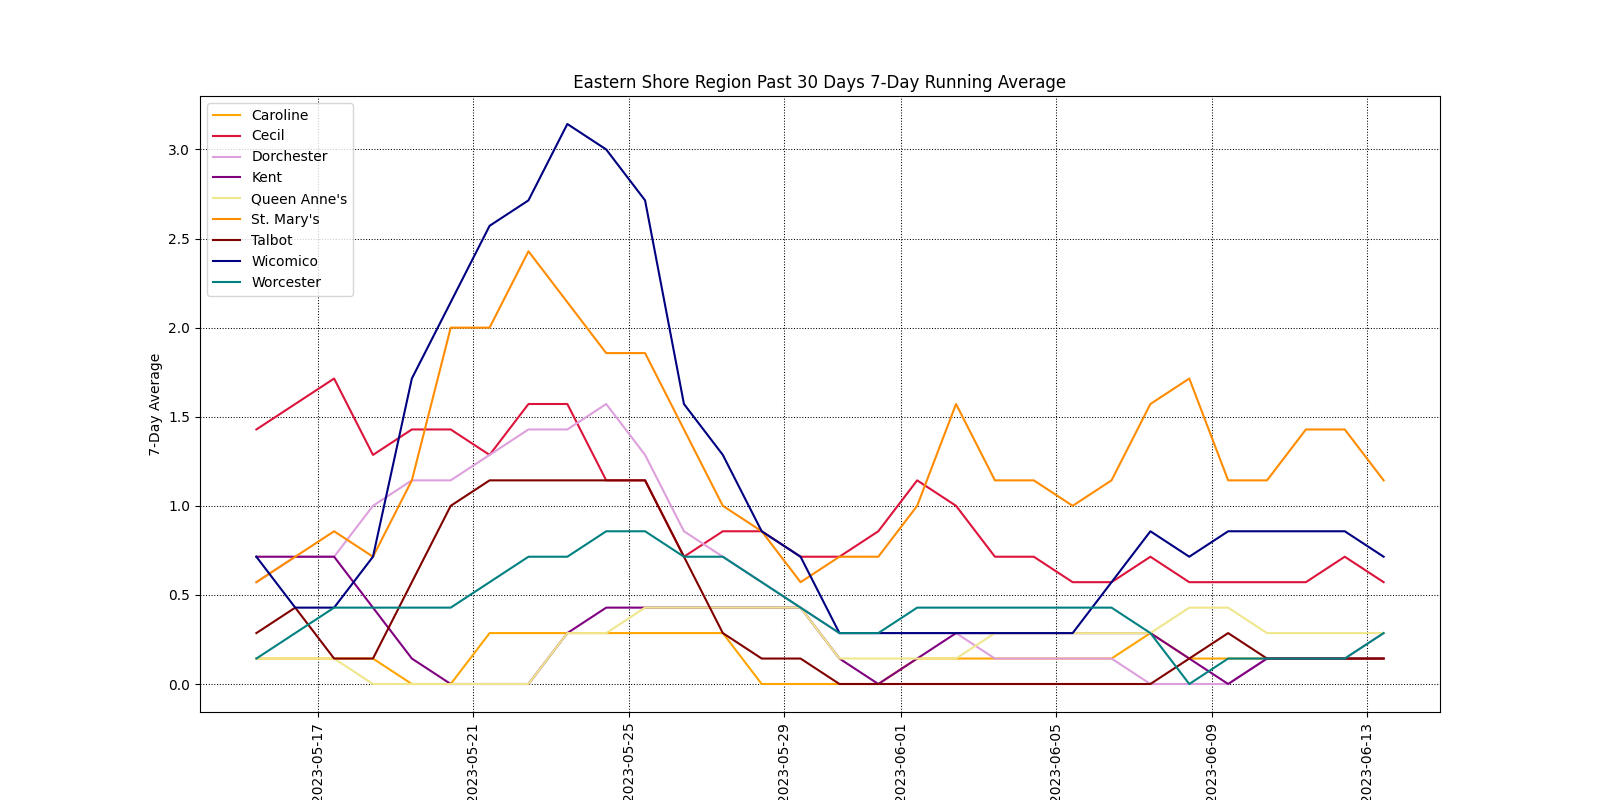 Eastern Shore Region Past 30 Days 7-Day Running Average
Caroline
Cecil
Dorchester
Kent
Queen Anne's
St. Mary's
Talbot
Wicomico
Worcester
7-Day Average
3.0
2.5
2.0
1.5
1.0
0.5
0.0
2023-05-17
2023-05-21
2023-05-25
2023-05-29
2023-06-01
2023-06-05
2023-06-09
2023-06-13